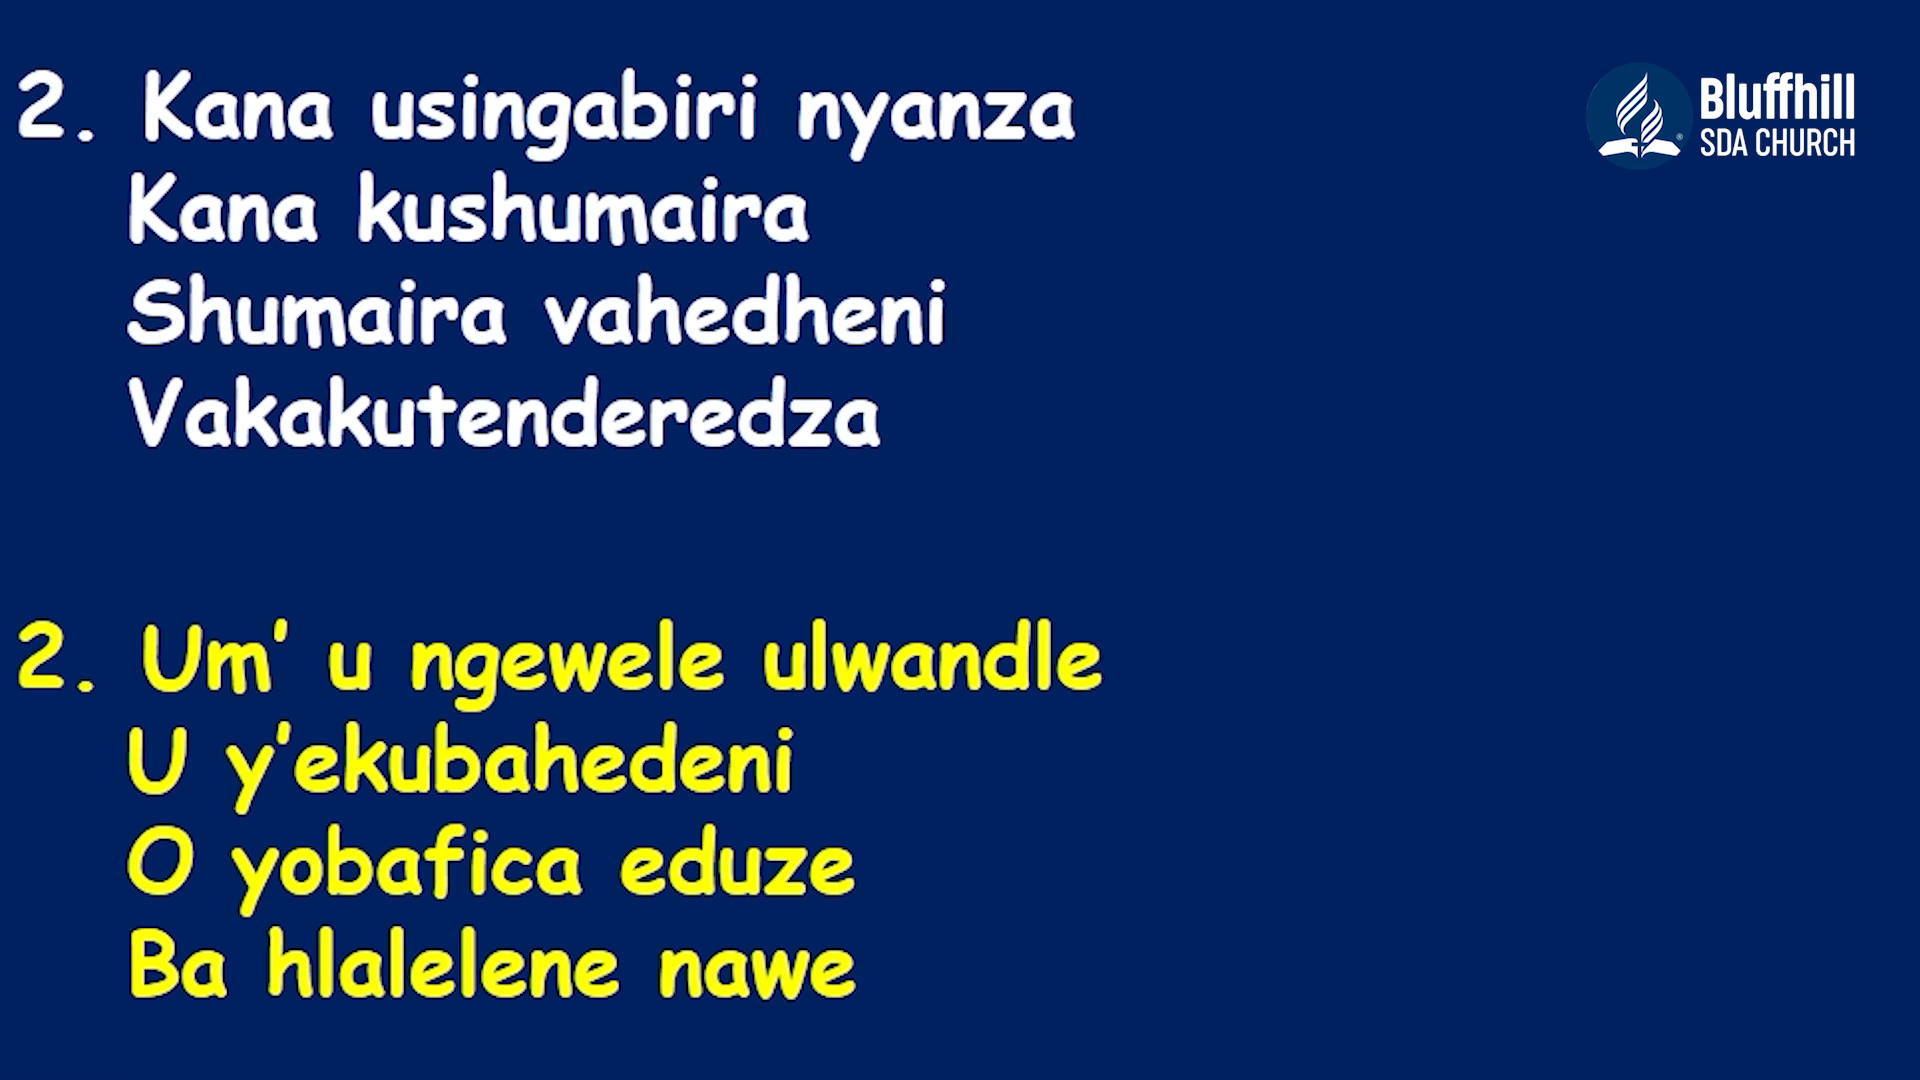 2. Kana usingabiri nyanza
Kana kushumaira
Shumaira vahedheni
Vakakutenderedza
Bluffhill
SDA CHURCH
2. Um' u ngewele ulwandle
U y'ekubahedeni
O yobafica eduze
Ba hlalelene nawe